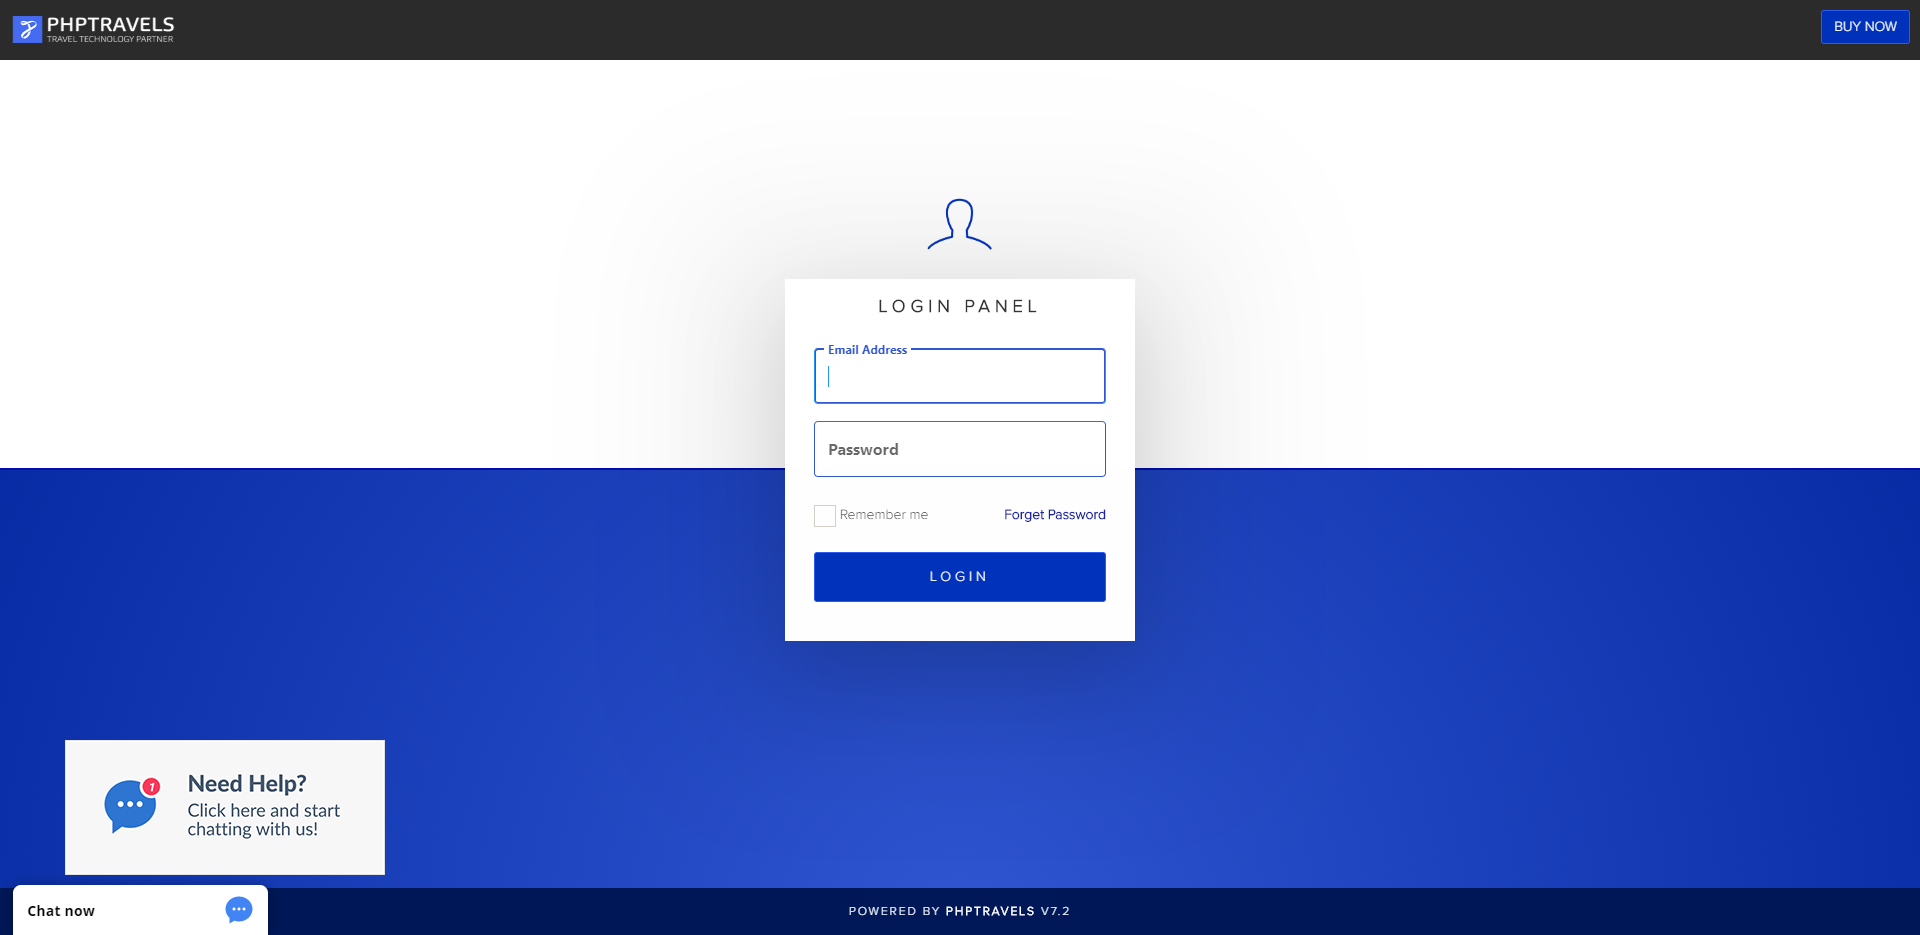 PHPTRAVELS
TRAVEL TECHNOLOGY PARTNER
BUY NOW
LOGIN PANEL
Email Address
Password
Remember me
Forget Password
LOGIN
1
Need Help?
Click here and start
chatting with us!
Chat now
POWERED BY PHPTRAVELS V7.2